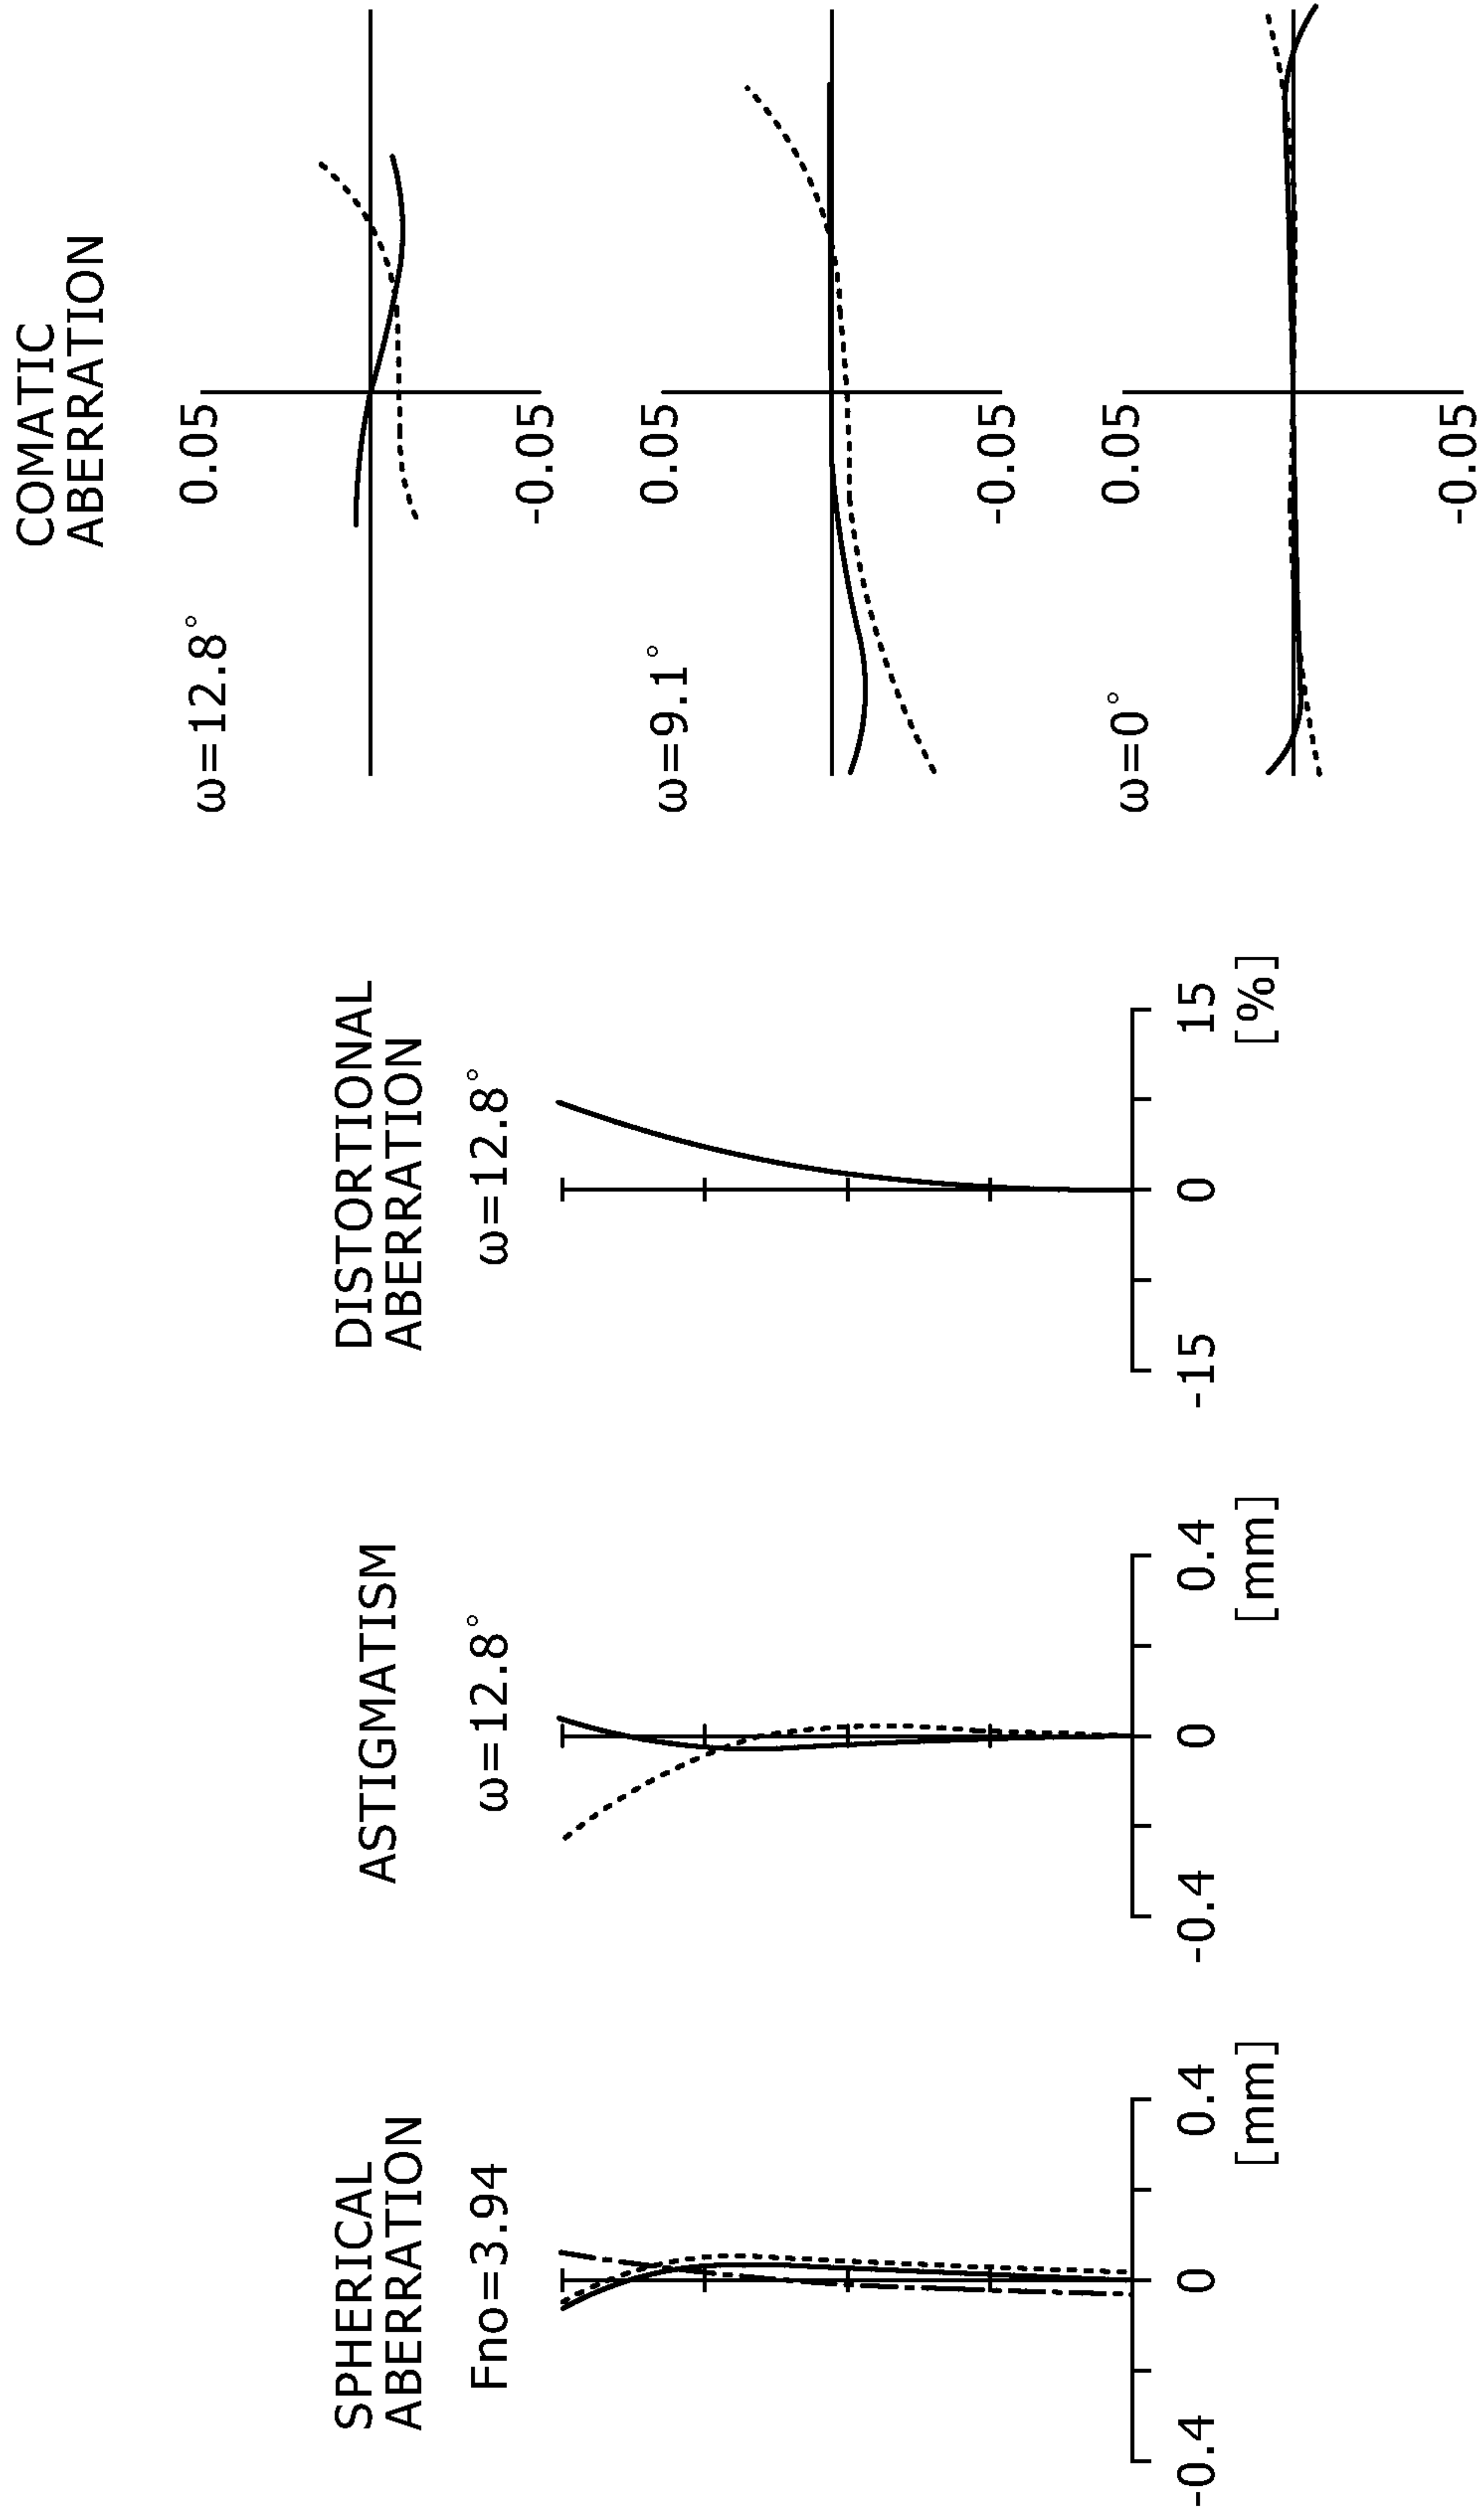 SPHERICAL
ABERRATION
Fno=3.94
-0.4
0
0.4
[mm]
ASTIGMATISM
ω=12.8°
-0.4
0
0.4
[mm]
DISTORTIONAL
ABERRATION
ω=12.8°
-15
0
15
[%]
COMATIC
ABERRATION
ω=12.8°
0.05
-0.05
ω=9.1°
0.05
-0.05
ω=0°
0.05
-0.05